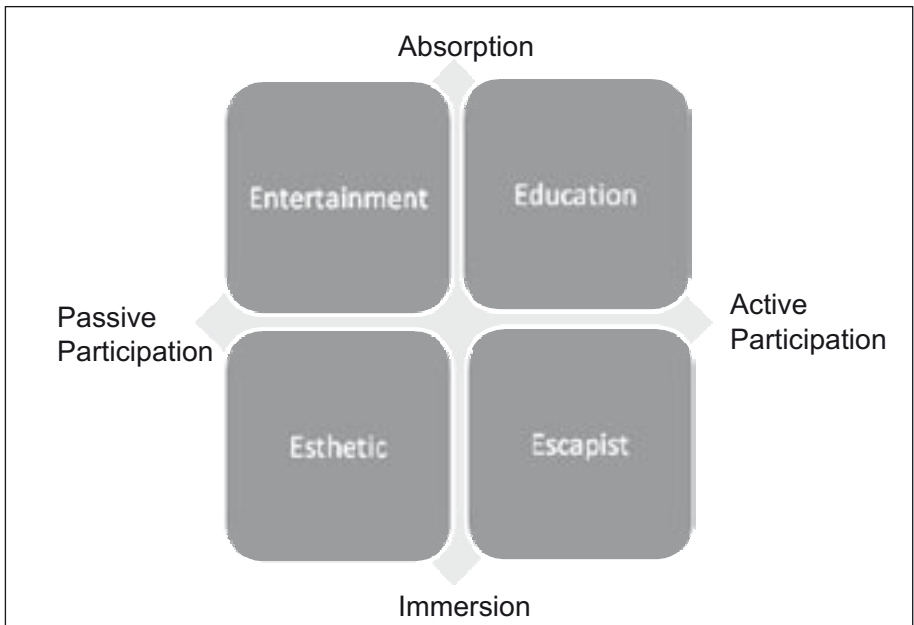 Absorption
Entertainment
Education
Passive
Participation
Active
Participation
Esthetic
Escapist
Immersion